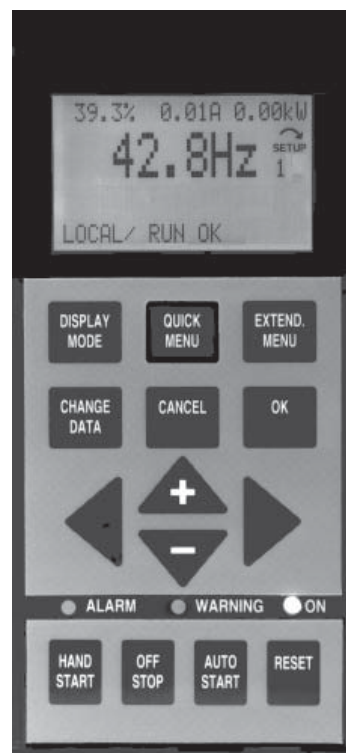 39.3% 0.01A 0.00kW
42.8Hz SETUP 1
LOCAL/ RUN OK
DISPLAY MODE QUICK MENU EXTEND. MENU
CHANGE DATA CANCEL OK
+
−
ALARM WARNING ON
HAND START OFF STOP AUTO START RESET